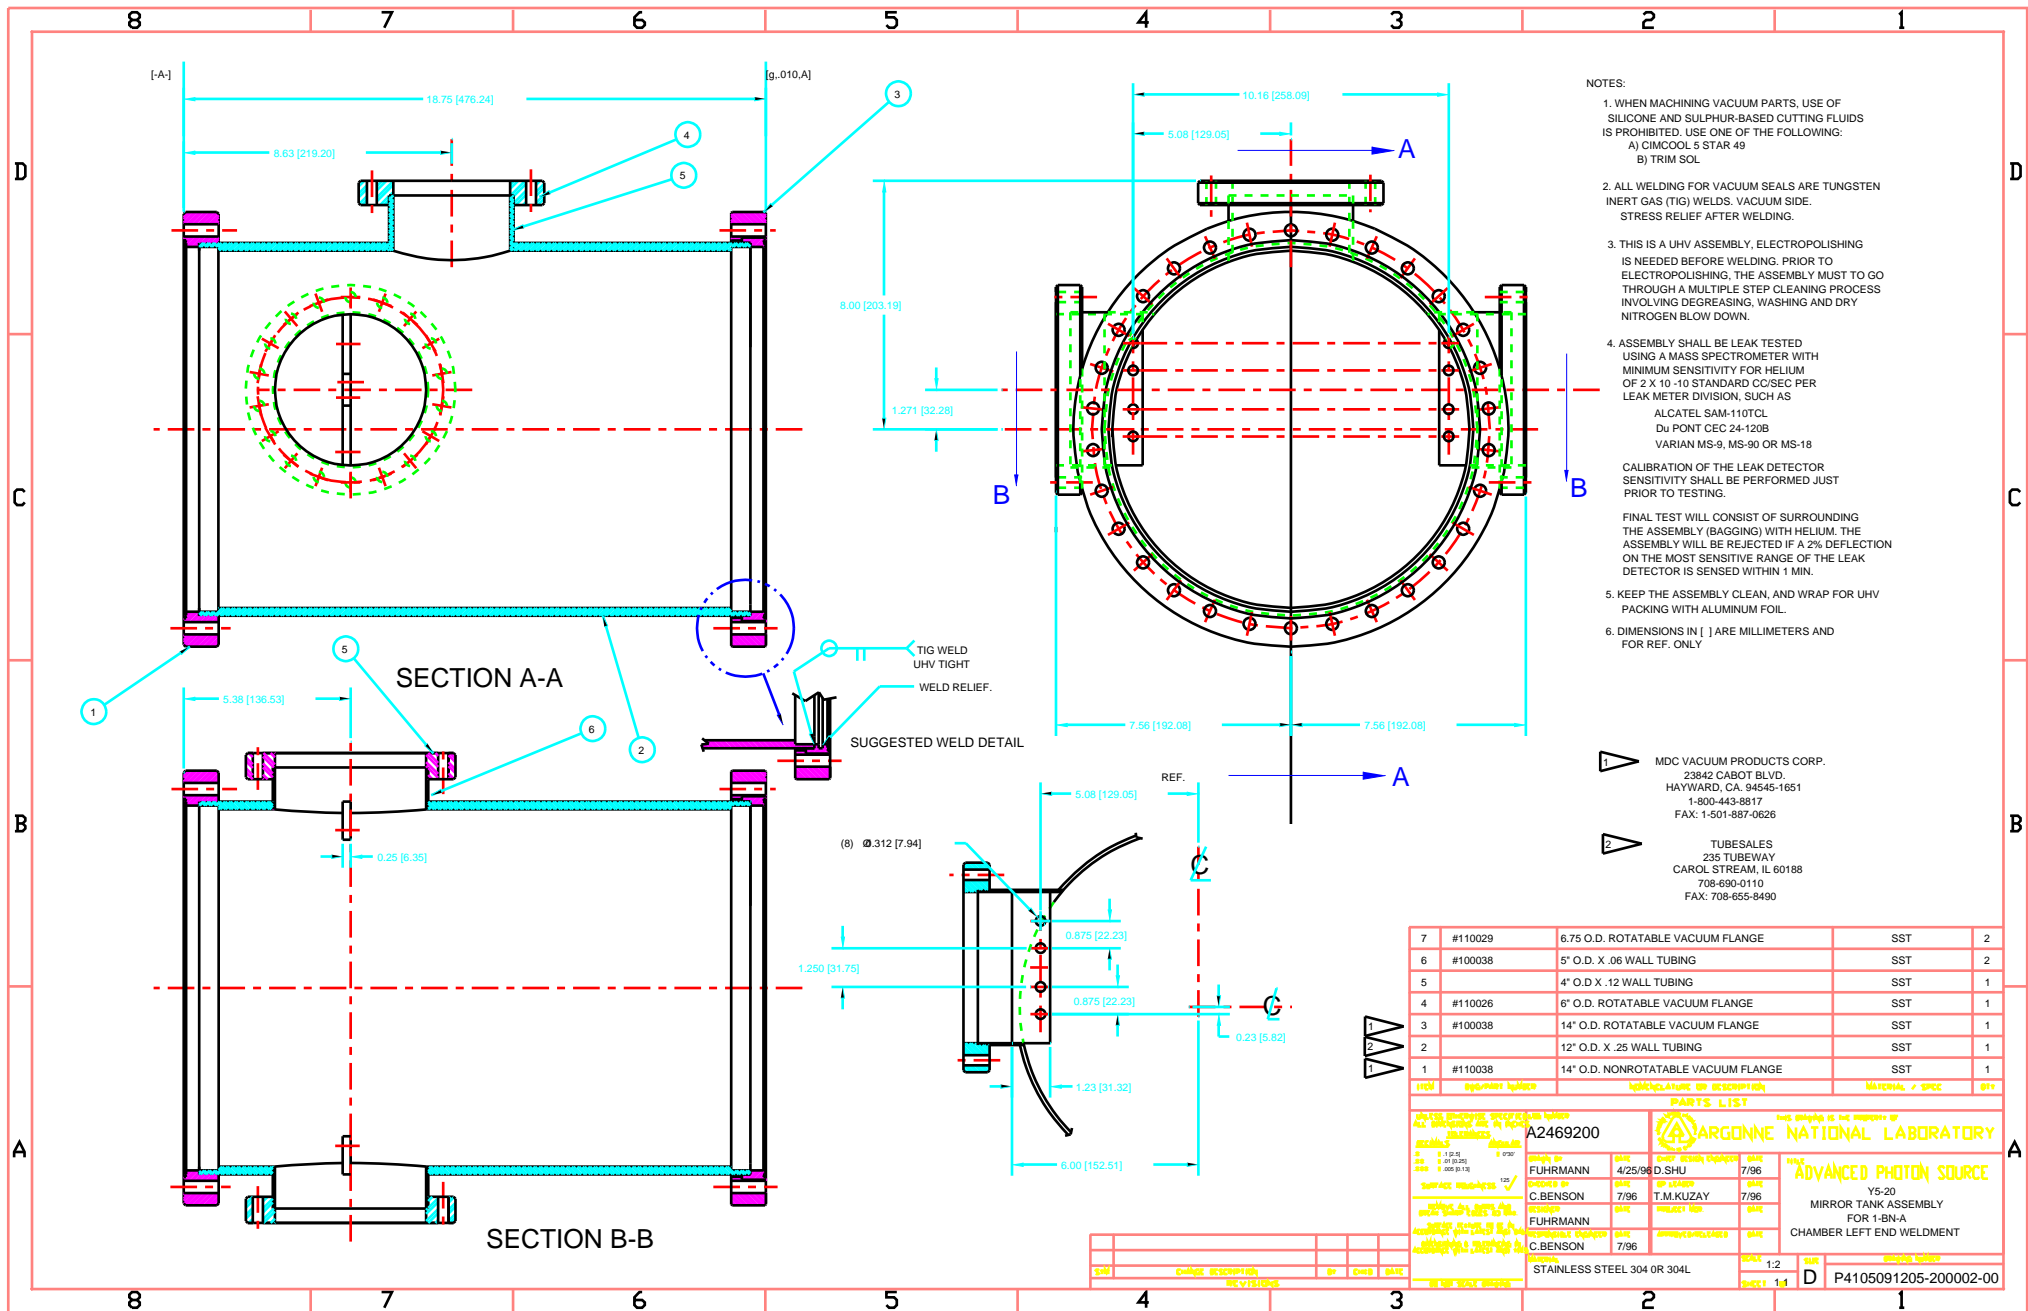 8 7 6 5 4 3 2 1
D
C
B
A
[-A-]
[g,.010,A]
18.75 [476.24]
8.63 [219.20]
3
4
5
SECTION A-A
1
2
5
6
5.38 [136.53]
0.25 [6.35]
SECTION B-B
TIG WELD
UHV TIGHT
WELD RELIEF.
SUGGESTED WELD DETAIL
10.16 [258.09]
5.08 [129.05]
A
8.00 [203.19]
1.271 [32.28]
B
B
7.56 [192.08]
7.56 [192.08]
A
REF.
5.08 [129.05]
(8) Ø.312 [7.94]
C
0.875 [22.23]
1.250 [31.75]
0.875 [22.23]
C
0.23 [5.82]
1.23 [31.32]
6.00 [152.51]
NOTES:
1. WHEN MACHINING VACUUM PARTS, USE OF
SILICONE AND SULPHUR-BASED CUTTING FLUIDS
IS PROHIBITED. USE ONE OF THE FOLLOWING:
A) CIMCOOL 5 STAR 49
B) TRIM SOL
2. ALL WELDING FOR VACUUM SEALS ARE TUNGSTEN
INERT GAS (TIG) WELDS. VACUUM SIDE.
STRESS RELIEF AFTER WELDING.
3. THIS IS A UHV ASSEMBLY, ELECTROPOLISHING
IS NEEDED BEFORE WELDING. PRIOR TO
ELECTROPOLISHING, THE ASSEMBLY MUST TO GO
THROUGH A MULTIPLE STEP CLEANING PROCESS
INVOLVING DEGREASING, WASHING AND DRY
NITROGEN BLOW DOWN.
4. ASSEMBLY SHALL BE LEAK TESTED
USING A MASS SPECTROMETER WITH
MINIMUM SENSITIVITY FOR HELIUM
OF 2 X 10 -10 STANDARD CC/SEC PER
LEAK METER DIVISION, SUCH AS
ALCATEL SAM-110TCL
Du PONT CEC 24-120B
VARIAN MS-9, MS-90 OR MS-18
CALIBRATION OF THE LEAK DETECTOR
SENSITIVITY SHALL BE PERFORMED JUST
PRIOR TO TESTING.
FINAL TEST WILL CONSIST OF SURROUNDING
THE ASSEMBLY (BAGGING) WITH HELIUM. THE
ASSEMBLY WILL BE REJECTED IF A 2% DEFLECTION
ON THE MOST SENSITIVE RANGE OF THE LEAK
DETECTOR IS SENSED WITHIN 1 MIN.
5. KEEP THE ASSEMBLY CLEAN, AND WRAP FOR UHV
PACKING WITH ALUMINUM FOIL.
6. DIMENSIONS IN [ ] ARE MILLIMETERS AND
FOR REF. ONLY
1 MDC VACUUM PRODUCTS CORP.
23842 CABOT BLVD.
HAYWARD, CA. 94545-1651
1-800-443-8817
FAX: 1-501-887-0626
2 TUBESALES
235 TUBEWAY
CAROL STREAM, IL 60188
708-690-0110
FAX: 708-655-8490
7 #110029 6.75 O.D. ROTATABLE VACUUM FLANGE SST 2
6 #100038 5" O.D. X .06 WALL TUBING SST 2
5 4" O.D X .12 WALL TUBING SST 1
4 #110026 6" O.D. ROTATABLE VACUUM FLANGE SST 1
1 3 #100038 14" O.D. ROTATABLE VACUUM FLANGE SST 1
2 2 12" O.D. X .25 WALL TUBING SST 1
1 1 #110038 14" O.D. NONROTATABLE VACUUM FLANGE SST 1
PARTS LIST
A2469200
ARGONNE NATIONAL LABORATORY
FUHRMANN 4/25/96 D.SHU 7/96
ADVANCED PHOTON SOURCE
C.BENSON 7/96 T.M.KUZAY 7/96
FUHRMANN
C.BENSON 7/96
Y5-20
MIRROR TANK ASSEMBLY
FOR 1-BN-A
CHAMBER LEFT END WELDMENT
STAINLESS STEEL 304 0R 304L
SCALE 1:2
D
P4105091205-200002-00
REVISIONS
8 7 6 5 4 3 2 1